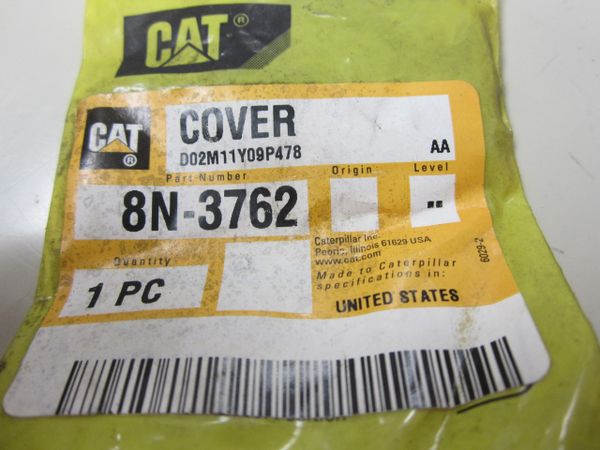 CAT®
CAT®
COVER
D02M11Y09P478
AA
Part Number
Origin
Level
8N-3762
--
Caterpillar Inc.
Peoria, Illinois 61629 USA
www.cat.com
6029-2
Quantity
Made to Caterpillar
specifications in:
1 PC
UNITED STATES